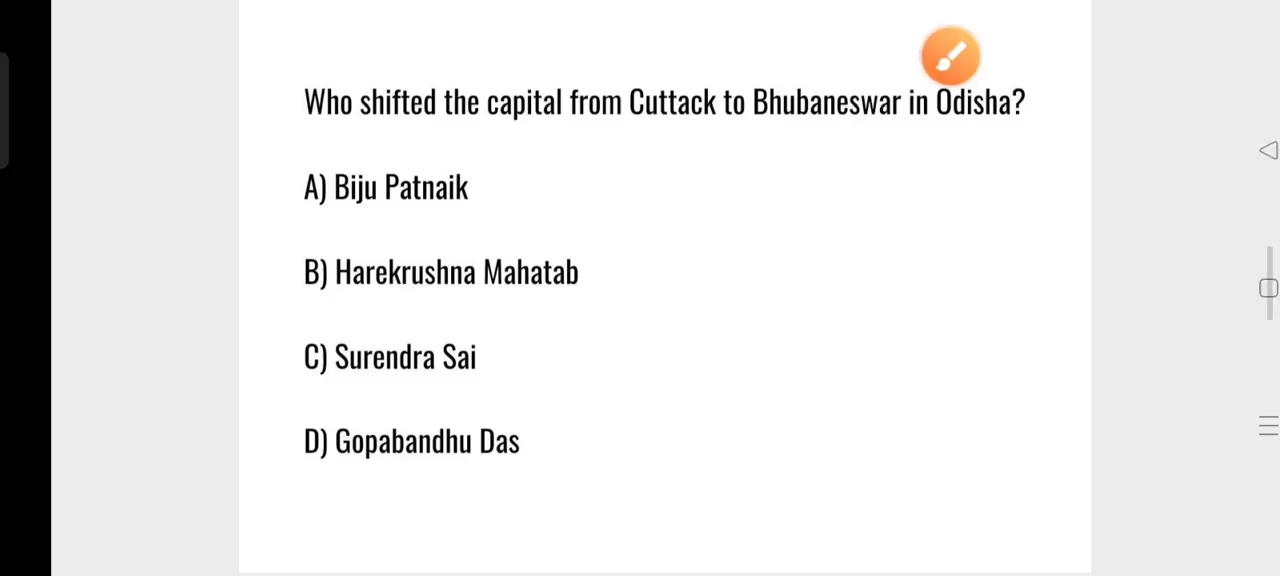 Who shifted the capital from Cuttack to Bhubaneswar in Odisha?
A) Biju Patnaik
B) Harekrushna Mahatab
C) Surendra Sai
D) Gopabandhu Das